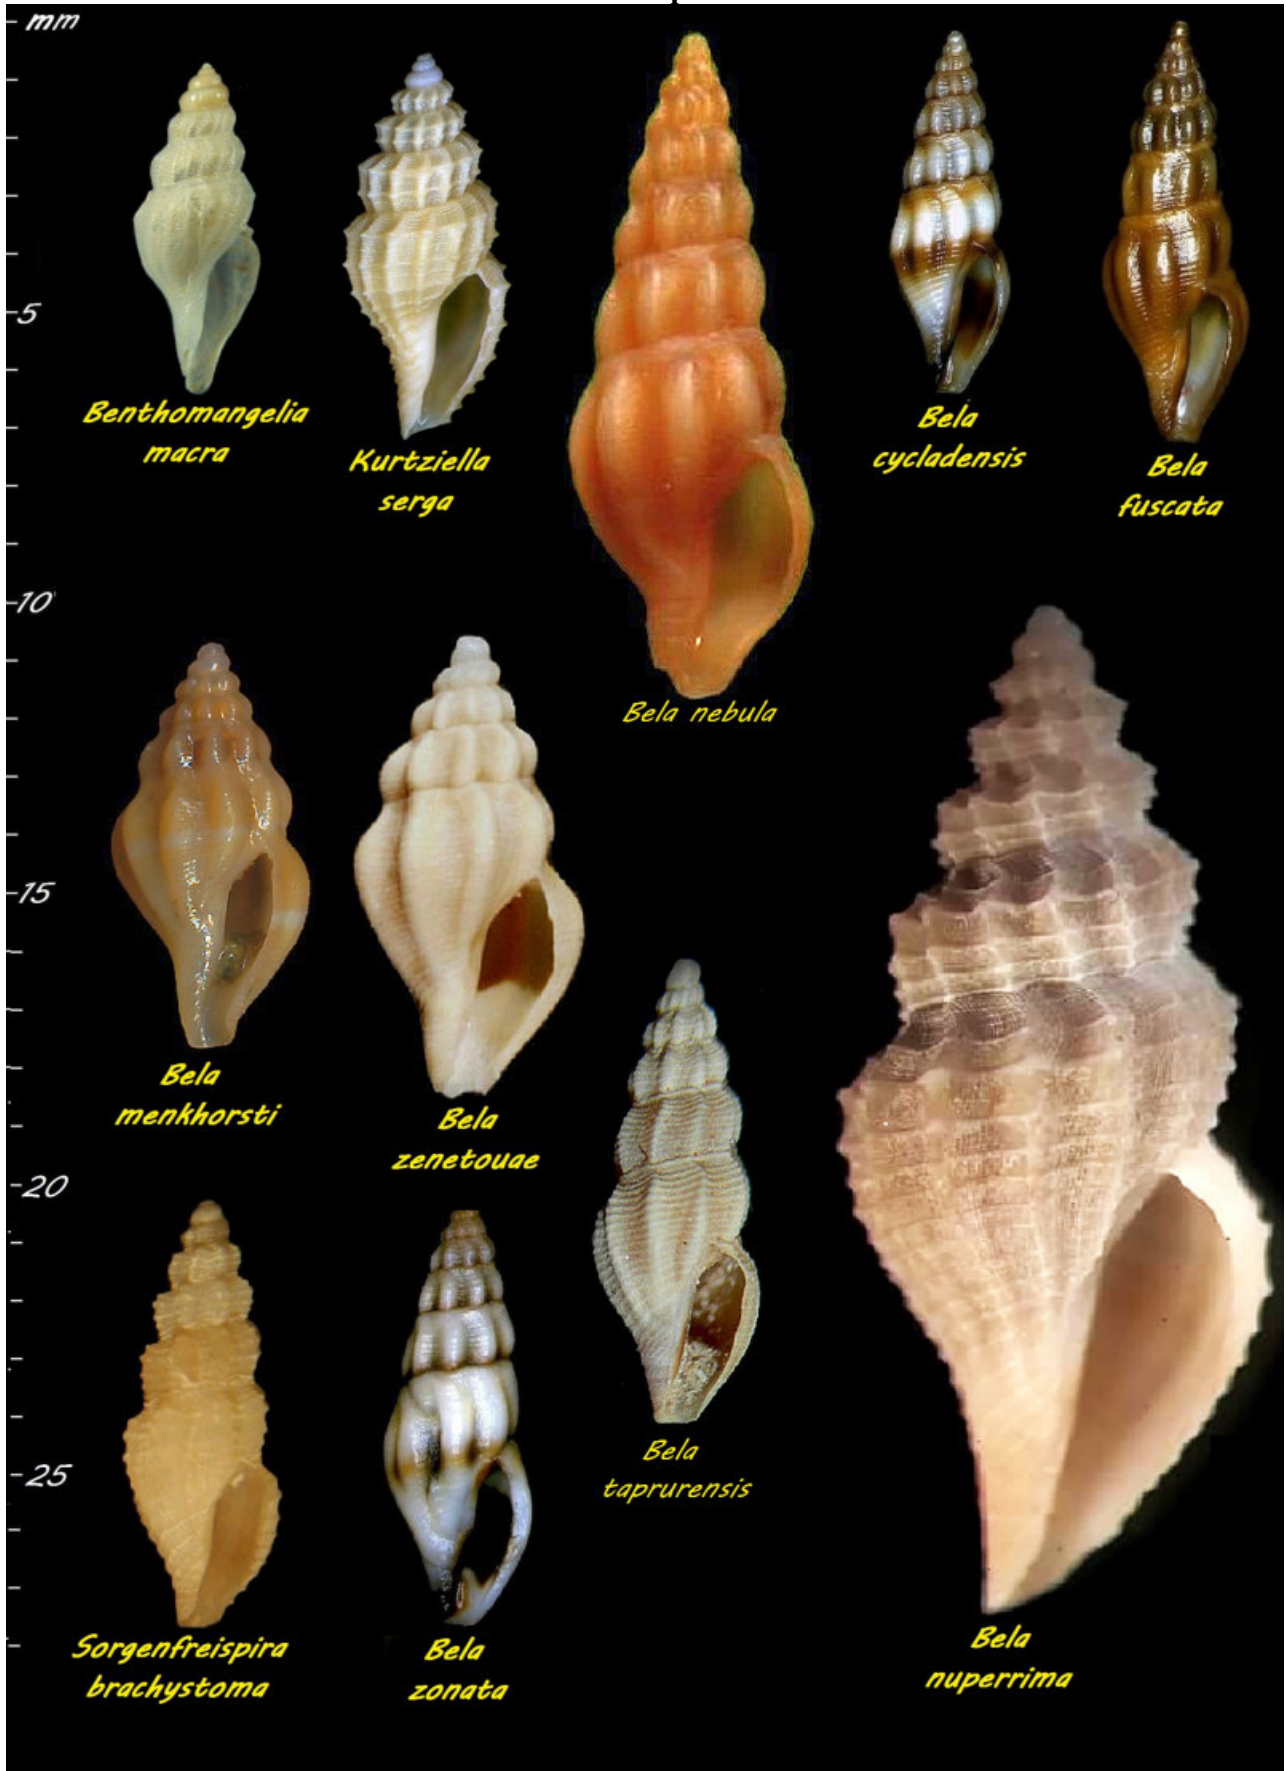 mm
5
10
15
20
25
Benthomangelia
macra
Kurtziella
serga
Bela nebula
Bela
cycladensis
Bela
fuscata
Bela
menkhorsti
Bela
zenetouae
Bela
taprurensis
Bela
nuperrima
Sorgenfreispira
brachystoma
Bela
zonata